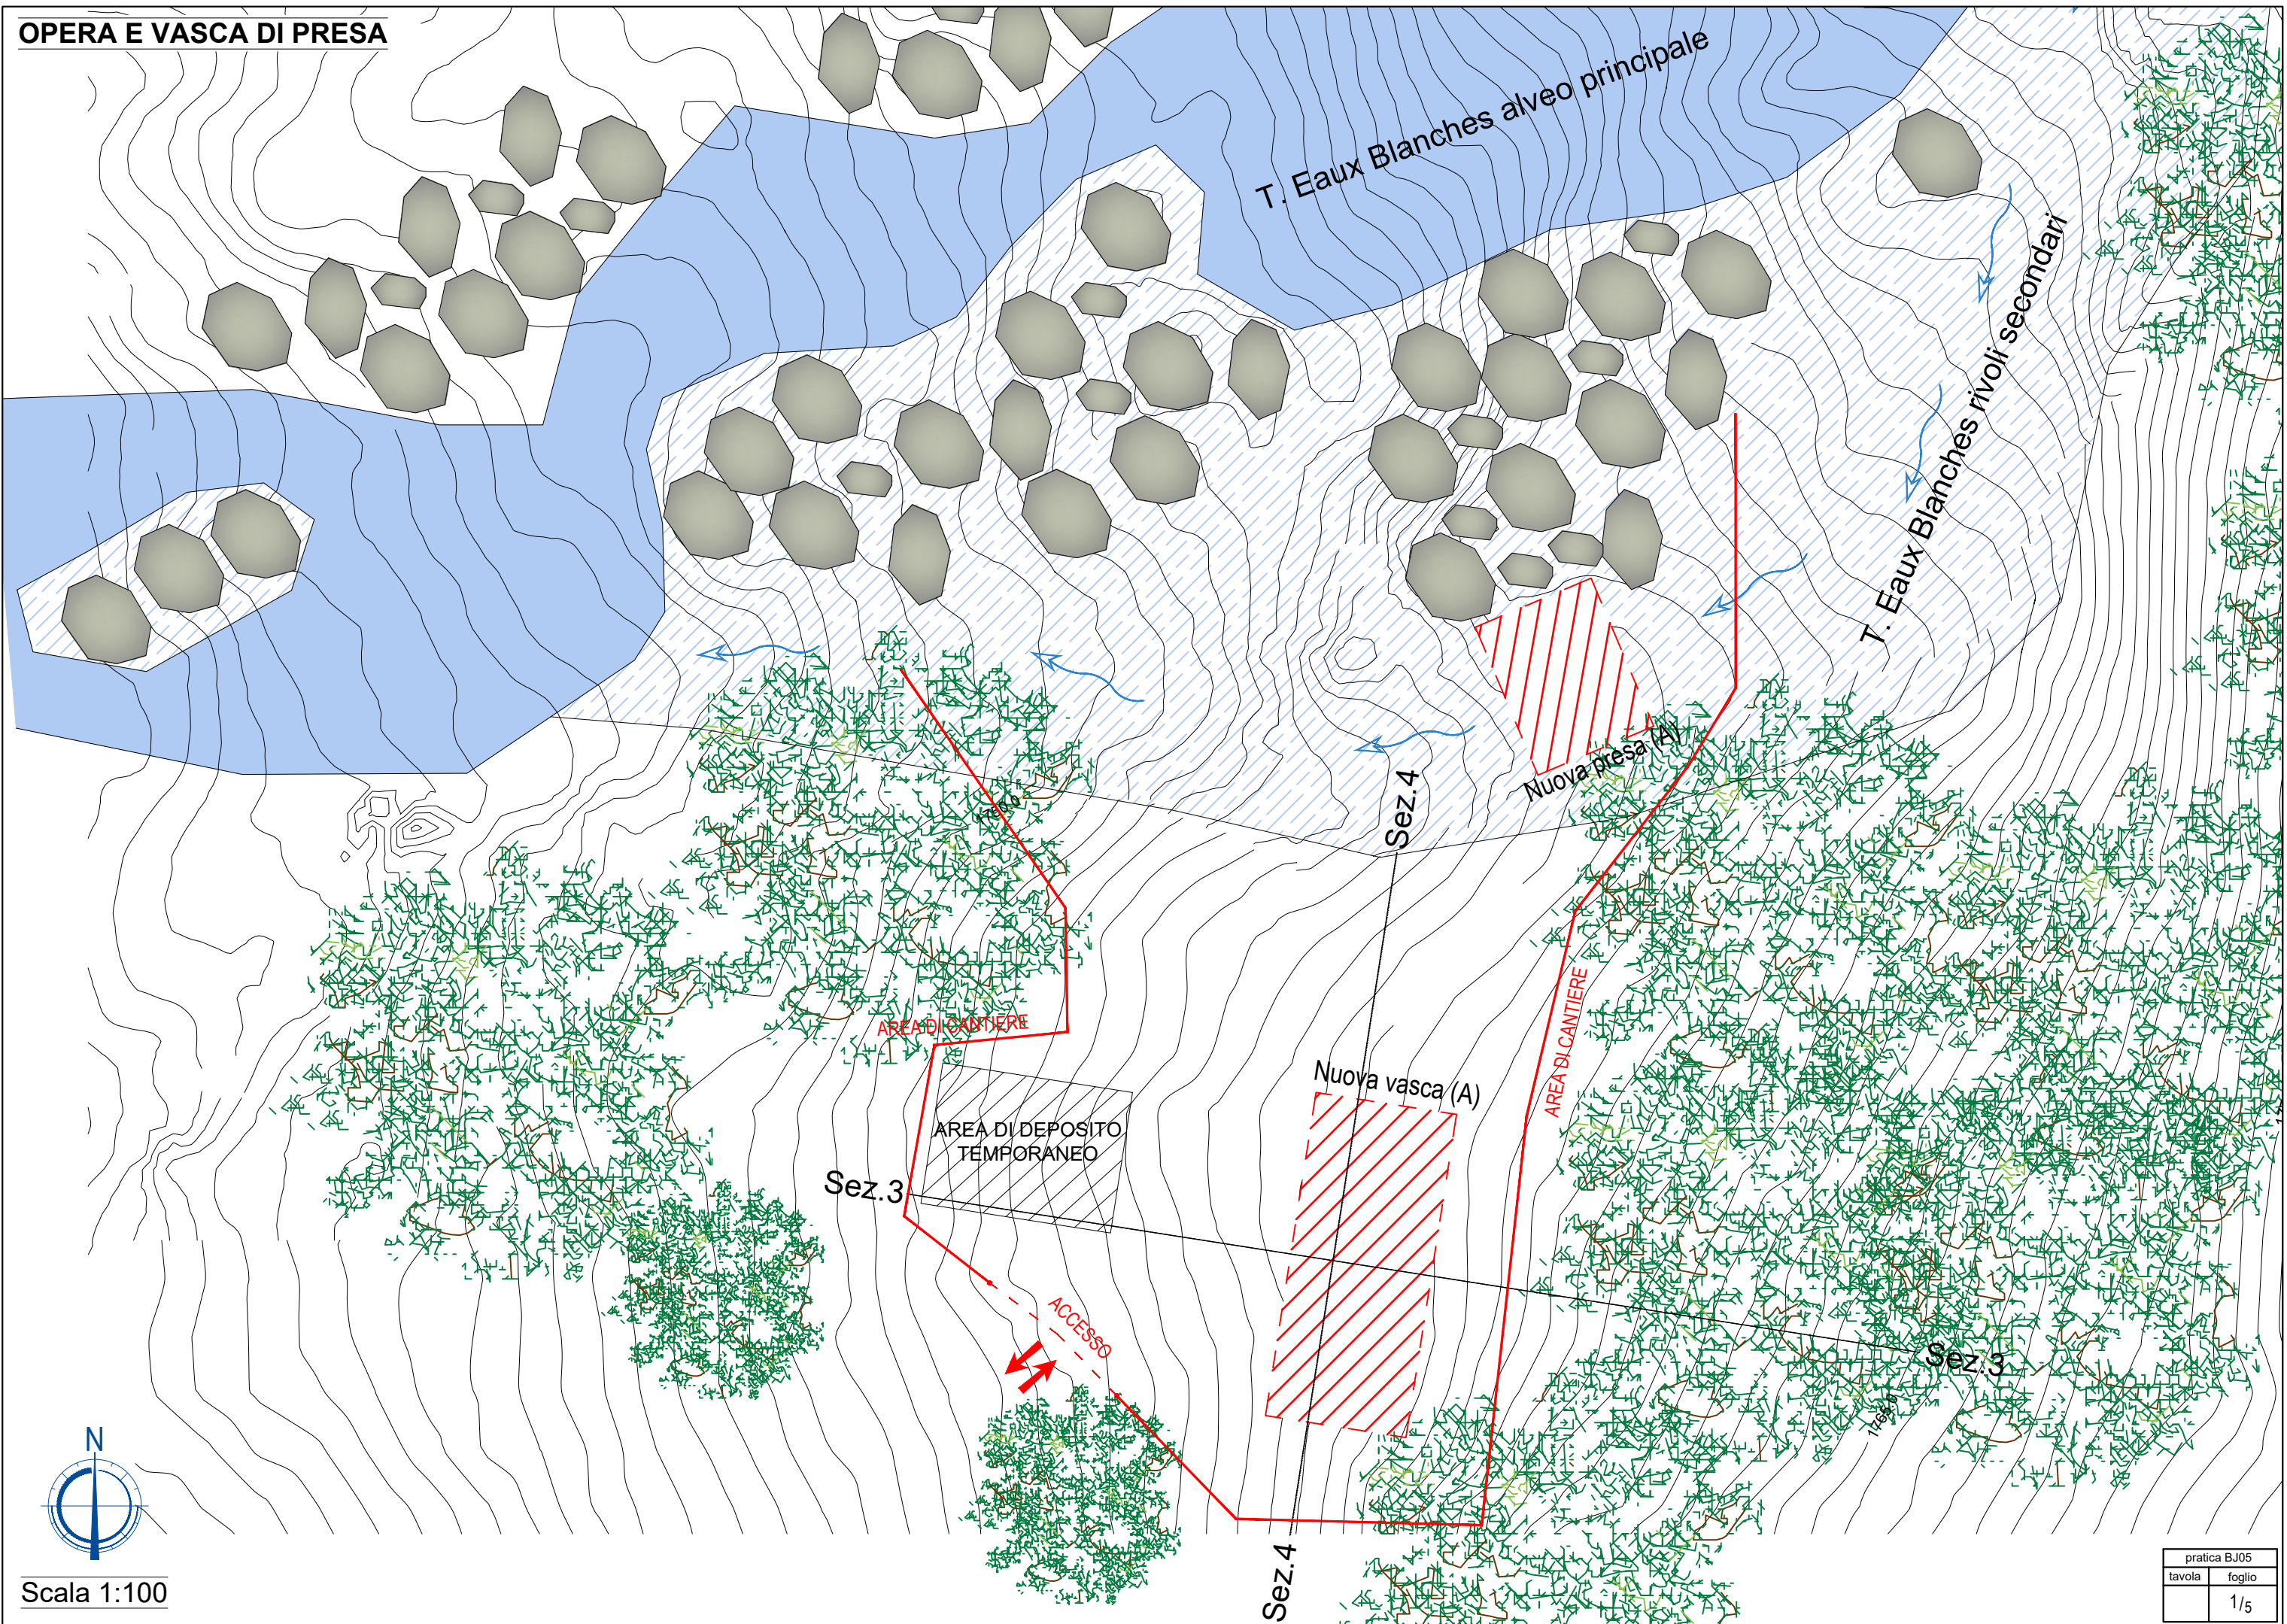 OPERA E VASCA DI PRESA
T. Eaux Blanches alveo principale
T. Eaux Blanches rivoli secondari
Nuova presa (A)
Sez.4
AREA DI CANTIERE
AREA DI CANTIERE
Nuova vasca (A)
AREA DI DEPOSITO
TEMPORANEO
Sez.3
ACCESSO
Sez.3
1765.0
N
Sez.4
Scala 1:100
pratica BJ05
tavola foglio
1/5